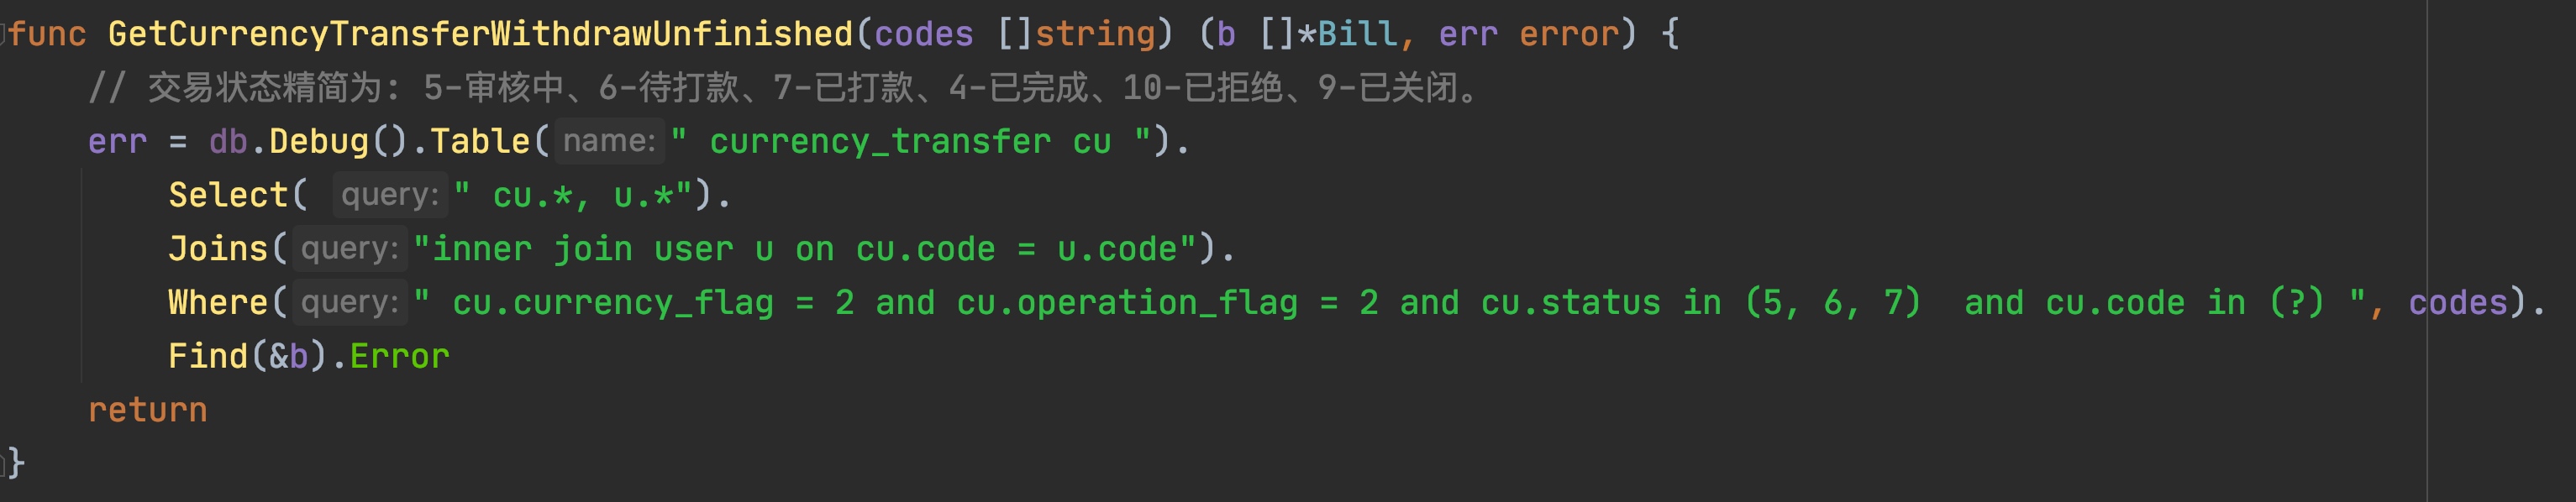 func GetCurrencyTransferWithdrawUnfinished(codes []string) (b []*Bill, err error) {
// 交易状态精简为: 5-审核中、6-待打款、7-已打款、4-已完成、10-已拒绝、9-已关闭。
err = db.Debug().Table( name: " currency_transfer cu ").
Select( query: " cu.*, u.*").
Joins( query: "inner join user u on cu.code = u.code").
Where( query: " cu.currency_flag = 2 and cu.operation_flag = 2 and cu.status in (5, 6, 7)  and cu.code in (?) ", codes).
Find(&b).Error
return
}